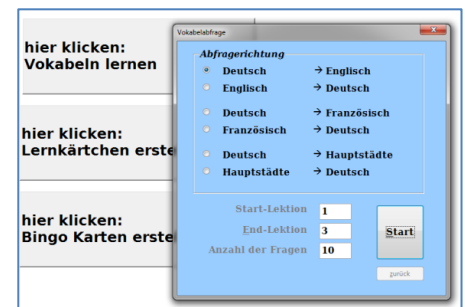 hier klicken:
Vokabeln lernen
hier klicken:
Lernkärtchen erste
hier klicken:
Bingo Karten erste
Vokabelabfrage
Abfragerichtung
Deutsch → Englisch
Englisch → Deutsch
Deutsch → Französisch
Französisch → Deutsch
Deutsch → Hauptstädte
Hauptstädte → Deutsch
Start-Lektion 1
End-Lektion 3
Anzahl der Fragen 10
Start
zurück